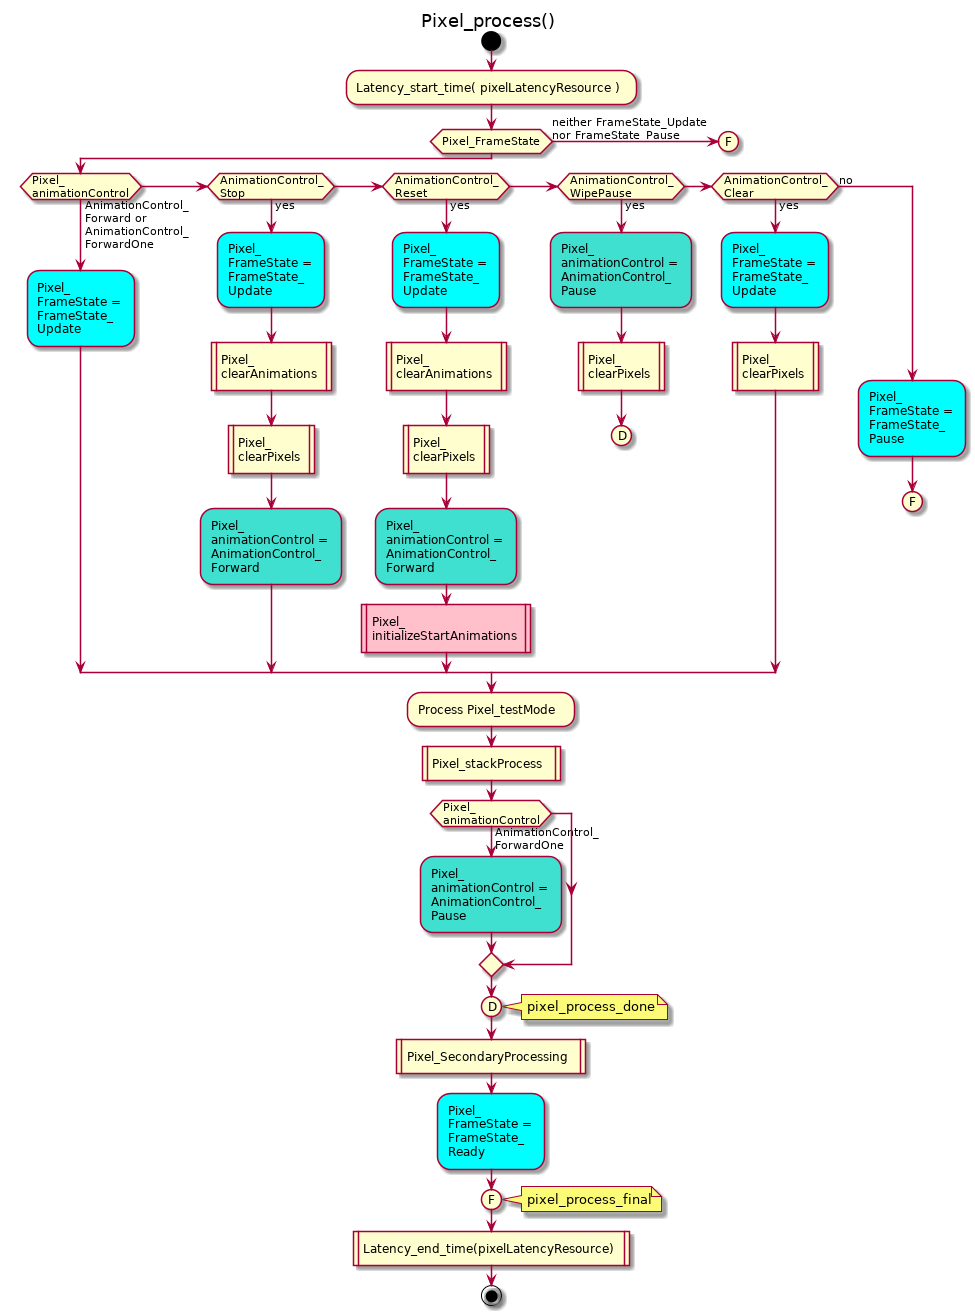 Pixel_process()
Latency_start_time( pixelLatencyResource )
Pixel_FrameState
neither FrameState_Update
nor FrameState_Pause
F
Pixel_
animationControl
AnimationControl_
Forward or
AnimationControl_
ForwardOne
Pixel_
FrameState =
FrameState_
Update
AnimationControl_
Stop
yes
Pixel_
FrameState =
FrameState_
Update
Pixel_
clearAnimations
Pixel_
clearPixels
Pixel_
animationControl =
AnimationControl_
Forward
AnimationControl_
Reset
yes
Pixel_
FrameState =
FrameState_
Update
Pixel_
clearAnimations
Pixel_
clearPixels
Pixel_
animationControl =
AnimationControl_
Forward
Pixel_
initializeStartAnimations
AnimationControl_
WipePause
yes
Pixel_
animationControl =
AnimationControl_
Pause
Pixel_
clearPixels
D
AnimationControl_
Clear
yes
Pixel_
FrameState =
FrameState_
Update
Pixel_
clearPixels
no
Pixel_
FrameState =
FrameState_
Pause
F
Process Pixel_testMode
Pixel_stackProcess
Pixel_
animationControl
AnimationControl_
ForwardOne
Pixel_
animationControl =
AnimationControl_
Pause
D
pixel_process_done
Pixel_SecondaryProcessing
Pixel_
FrameState =
FrameState_
Ready
F
pixel_process_final
Latency_end_time(pixelLatencyResource)